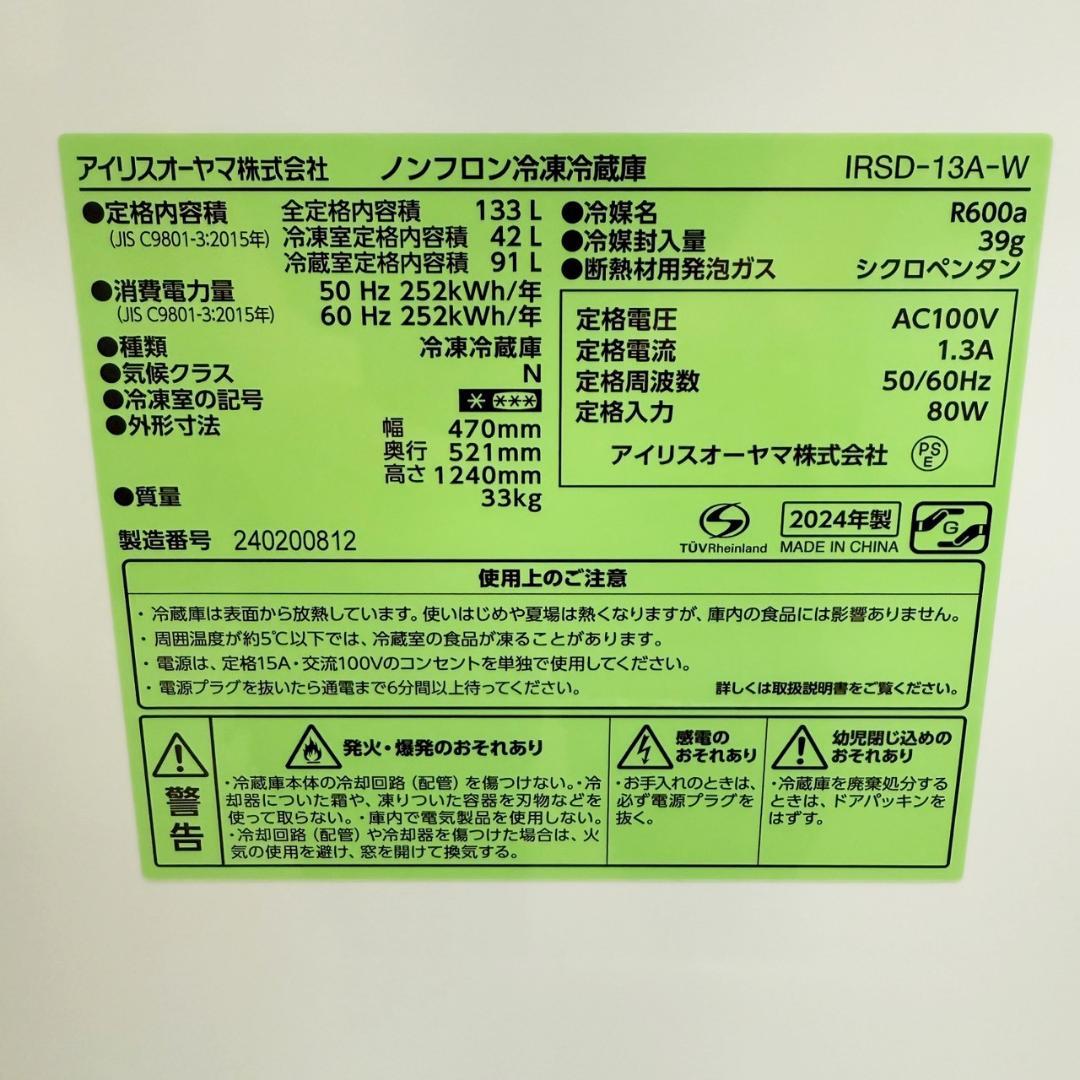 アイリスオーヤマ株式会社 ノンフロン冷凍冷蔵庫 IRSD-13A-W
●定格内容積 全定格内容積 133 L
(JIS C9801-3:2015年) 冷凍室定格内容積 42 L
冷蔵室定格内容積 91 L
●消費電力量 50 Hz 252kWh/年
(JIS C9801-3:2015年) 60 Hz 252kWh/年
●種類 冷凍冷蔵庫
●気候クラス N
●冷凍室の記号 * ***
●外形寸法 幅 470mm
奥行 521mm
高さ 1240mm
●質量 33kg
製造番号 240200812
●冷媒名 R600a
●冷媒封入量 39g
●断熱材用発泡ガス シクロペンタン
定格電圧 AC100V
定格電流 1.3A
定格周波数 50/60Hz
定格入力 80W
アイリスオーヤマ株式会社 PSE
TÜVRheinland
2024年製
MADE IN CHINA
G
使用上のご注意
・冷蔵庫は表面から放熱しています。使いはじめや夏場は熱くなりますが、庫内の食品には影響ありません。
・周囲温度が約5℃以下では、冷蔵室の食品が凍ることがあります。
・電源は、定格15A・交流100Vのコンセントを単独で使用してください。
・電源プラグを抜いたら通電まで6分間以上待ってください。 詳しくは取扱説明書をご覧ください。
警告
発火・爆発のおそれあり
・冷蔵庫本体の冷却回路（配管）を傷つけない。・冷
却器についた霜や、凍りついた容器を刃物などを
使って取らない。・庫内で電気製品を使用しない。
・冷却回路（配管）や冷却器を傷つけた場合は、火
気の使用を避け、窓を開けて換気する。
感電の
おそれあり
・お手入れのときは、
必ず電源プラグを
抜く。
幼児閉じ込めの
おそれあり
・冷蔵庫を廃棄処分する
ときは、ドアパッキンを
はずす。